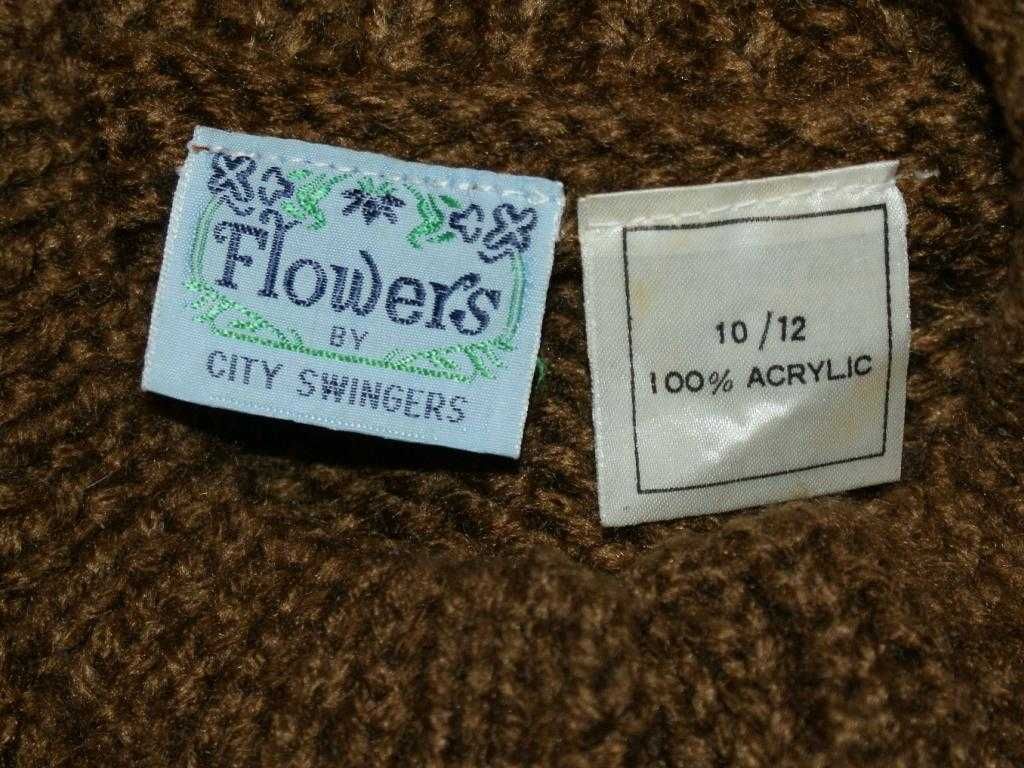 Flowers
BY
CITY SWINGERS
10/12
100% ACRYLIC